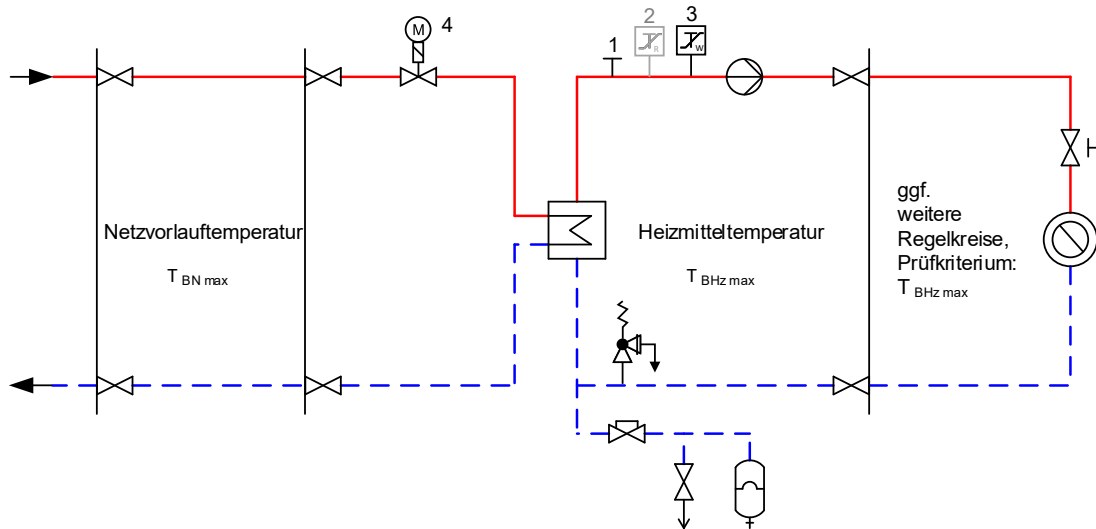 M
4
1
2
R
3
W
Netzvorlauftemperatur
T BN max
Heizmitteltemperatur
T BHz max
ggf.
weitere
Regelkreise,
Prüfkriterium:
T BHz max